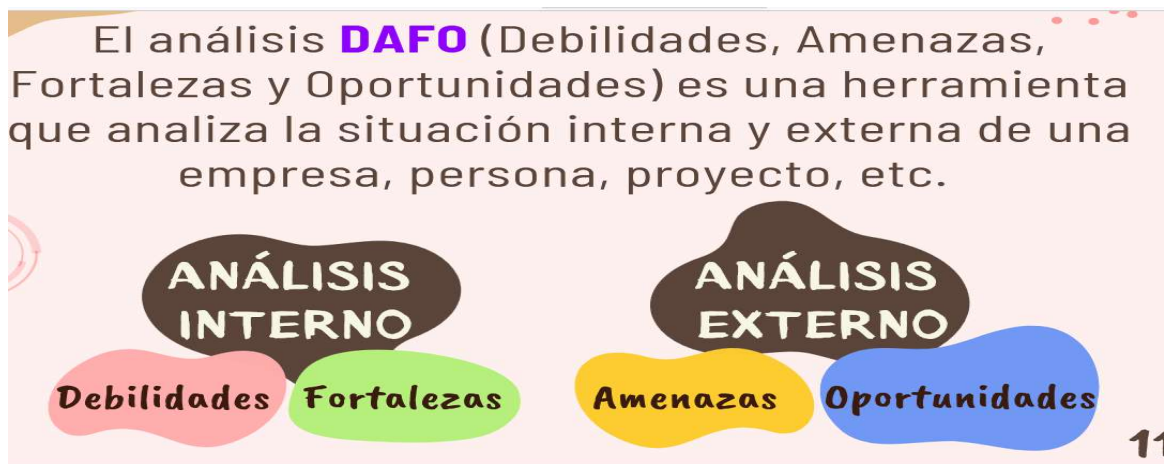 El análisis DAFO (Debilidades, Amenazas,
Fortalezas y Oportunidades) es una herramienta
que analiza la situación interna y externa de una
empresa, persona, proyecto, etc.
ANÁLISIS
INTERNO
Debilidades
Fortalezas
ANÁLISIS
EXTERNO
Amenazas
Oportunidades
11